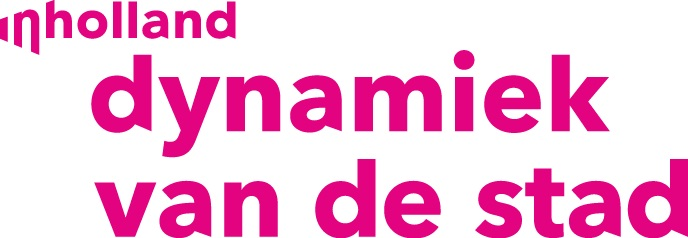 inholland
dynamiek
van de stad